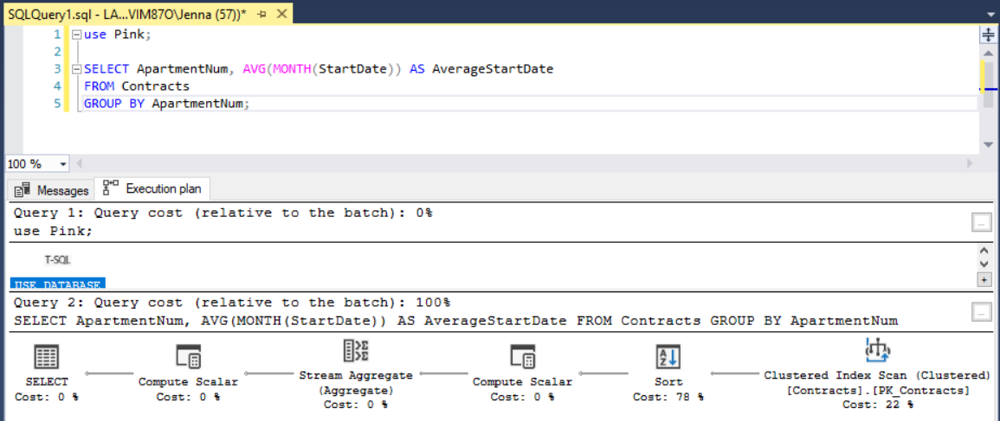 SQLQuery1.sql - LA...VIM87O\Jenna (57))*
1 use Pink;
2
3 SELECT ApartmentNum, AVG(MONTH(StartDate)) AS AverageStartDate
4 FROM Contracts
5 GROUP BY ApartmentNum;
100 %
Messages Execution plan
Query 1: Query cost (relative to the batch): 0%
use Pink;
T-SQL
USE DATABASE
Query 2: Query cost (relative to the batch): 100%
SELECT ApartmentNum, AVG(MONTH(StartDate)) AS AverageStartDate FROM Contracts GROUP BY ApartmentNum
SELECT
Cost: 0 %
Compute Scalar
Cost: 0 %
Stream Aggregate
(Aggregate)
Cost: 0 %
Compute Scalar
Cost: 0 %
Sort
Cost: 78 %
Clustered Index Scan (Clustered)
[Contracts].[PK_Contracts]
Cost: 22 %